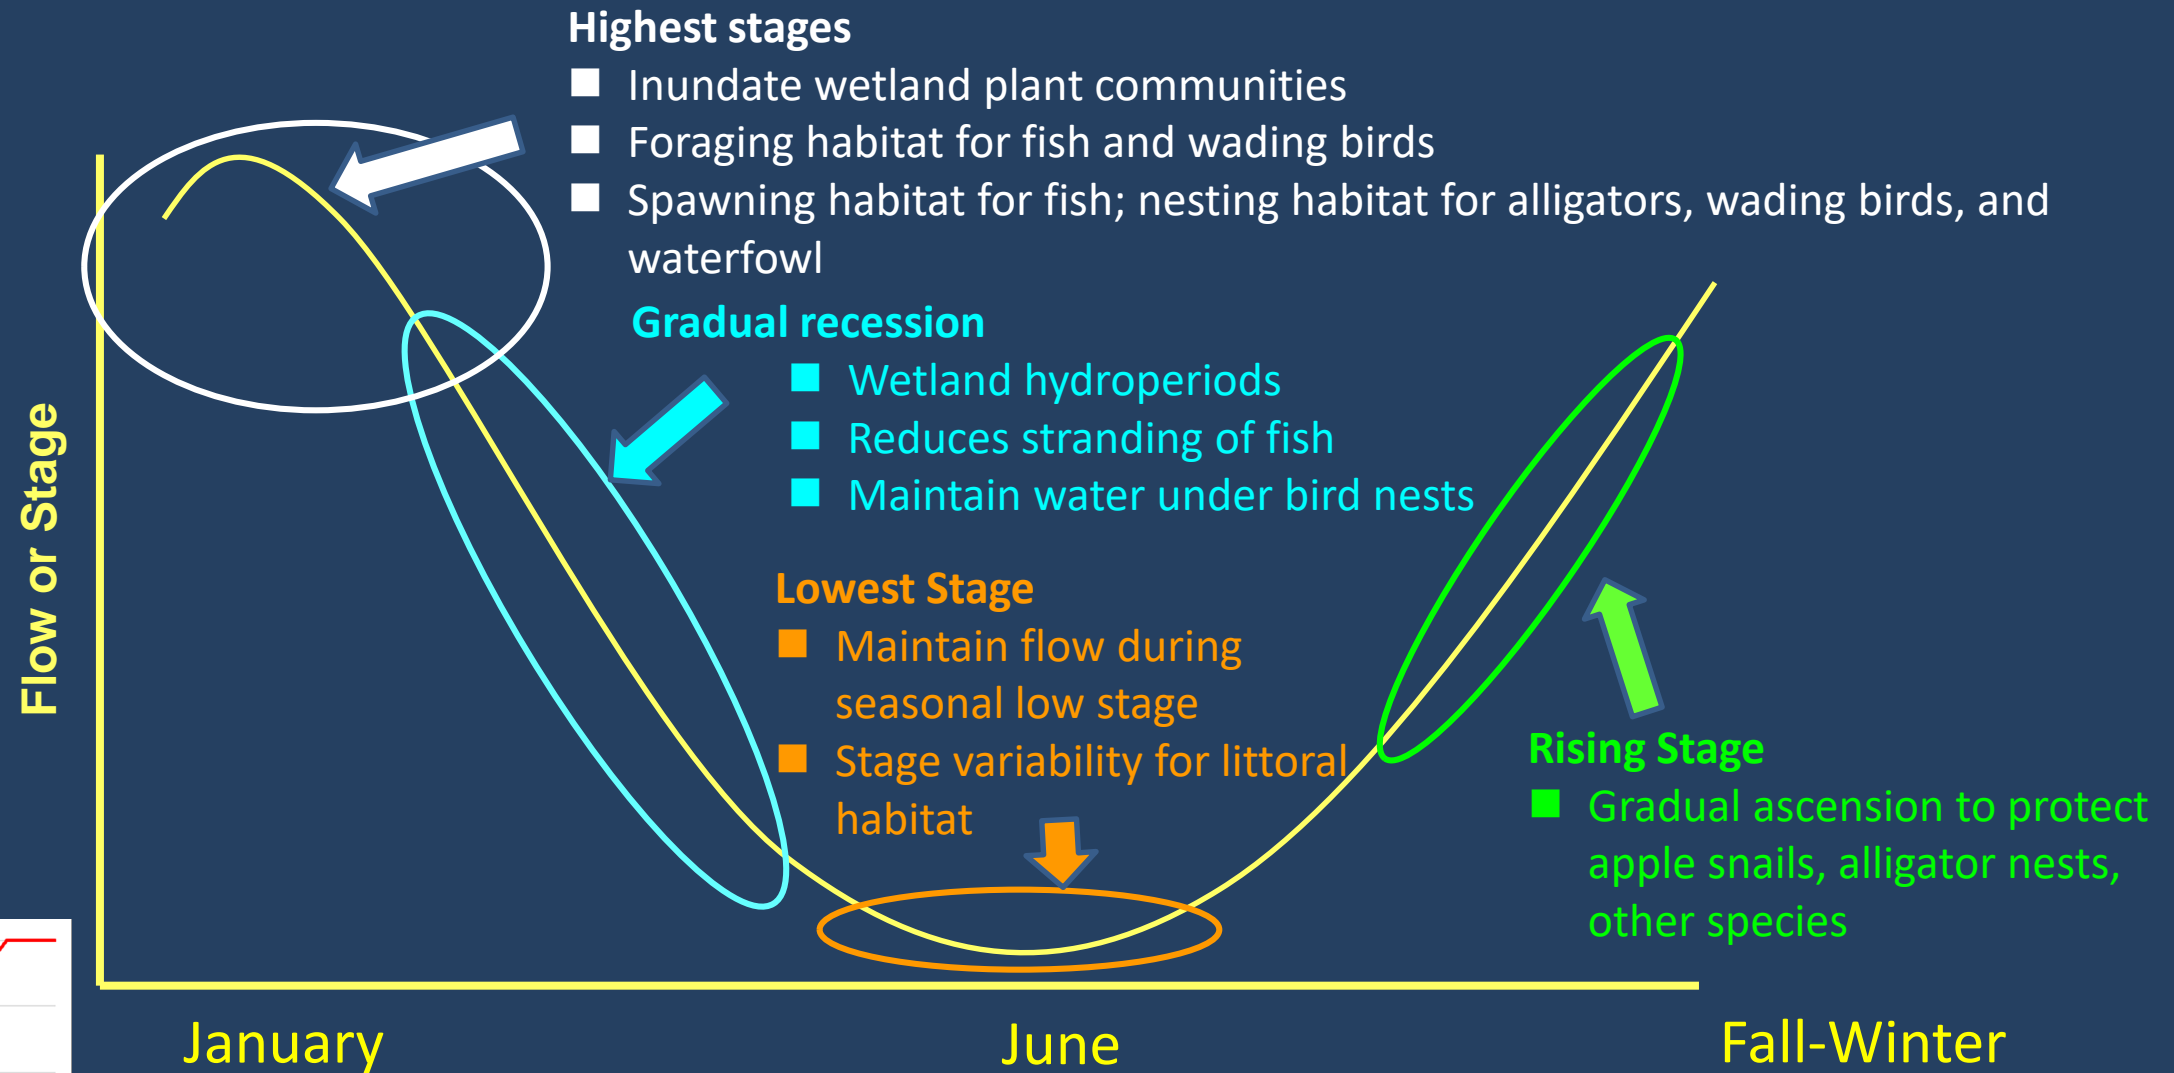 Highest stages
Inundate wetland plant communities
Foraging habitat for fish and wading birds
Spawning habitat for fish; nesting habitat for alligators, wading birds, and
waterfowl
Gradual recession
Wetland hydroperiods
Reduces stranding of fish
Maintain water under bird nests
Flow or Stage
Lowest Stage
Maintain flow during
seasonal low stage
Stage variability for littoral
habitat
Rising Stage
Gradual ascension to protect
apple snails, alligator nests,
other species
January
June
Fall-Winter